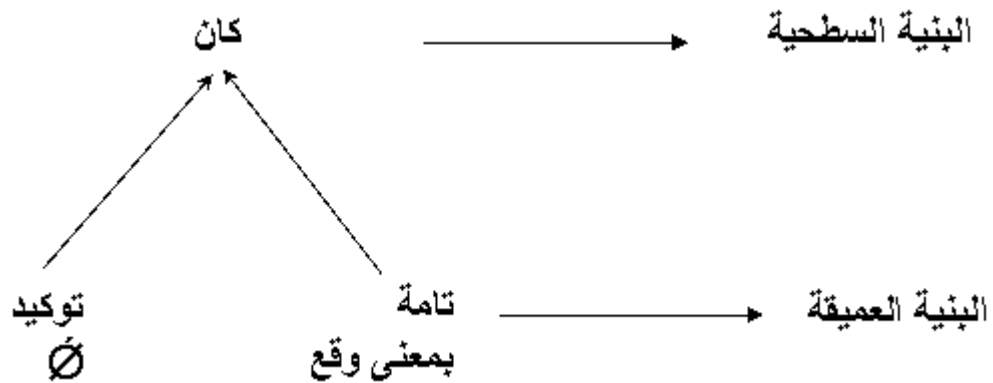 البنية السطحية
كان
البنية العميقة
تامة
بمعنى وقع
توكيد
Ø